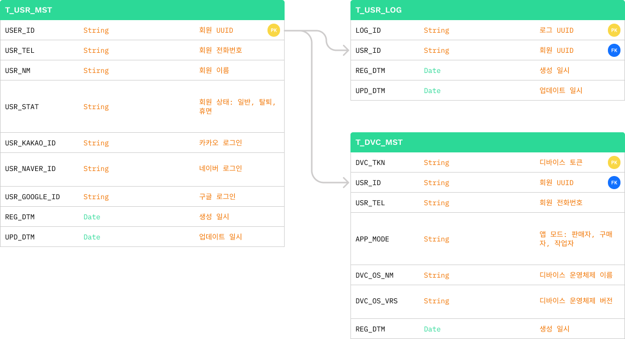 T_USR_MST
USER_ID String 회원 UUID PK
USR_TEL String 회원 전화번호
USR_NM String 회원 이름
USR_STAT String 회원 상태: 일반, 탈퇴,
휴면
USR_KAKAO_ID String 카카오 로그인
USR_NAVER_ID String 네이버 로그인
USR_GOOGLE_ID String 구글 로그인
REG_DTM Date 생성 일시
UPD_DTM Date 업데이트 일시
T_USR_LOG
LOG_ID String 로그 UUID PK
USR_ID String 회원 UUID FK
REG_DTM Date 생성 일시
UPD_DTM Date 업데이트 일시
T_DVC_MST
DVC_TKN String 디바이스 토큰 PK
USR_ID String 회원 UUID FK
USR_TEL String 회원 전화번호
APP_MODE String 앱 모드: 판매자, 구매
자, 작업자
DVC_OS_NM String 디바이스 운영체제 이름
DVC_OS_VRS String 디바이스 운영체제 버전
REG_DTM Date 생성 일시